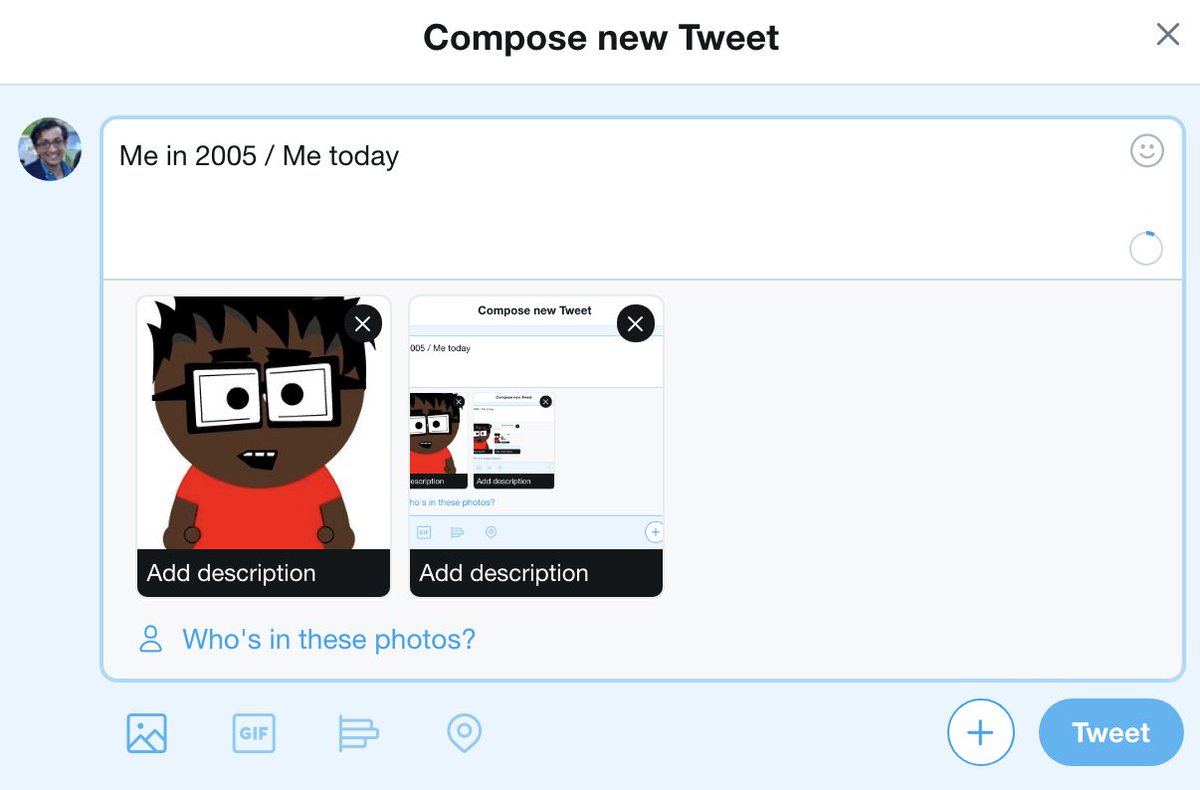 Compose new Tweet
Me in 2005 / Me today
Compose new Tweet
005 / Me today
Compose new Tweet
escription
Add description
ho's in these photos?
GIF
Add description
Add description
Who's in these photos?
GIF
Tweet